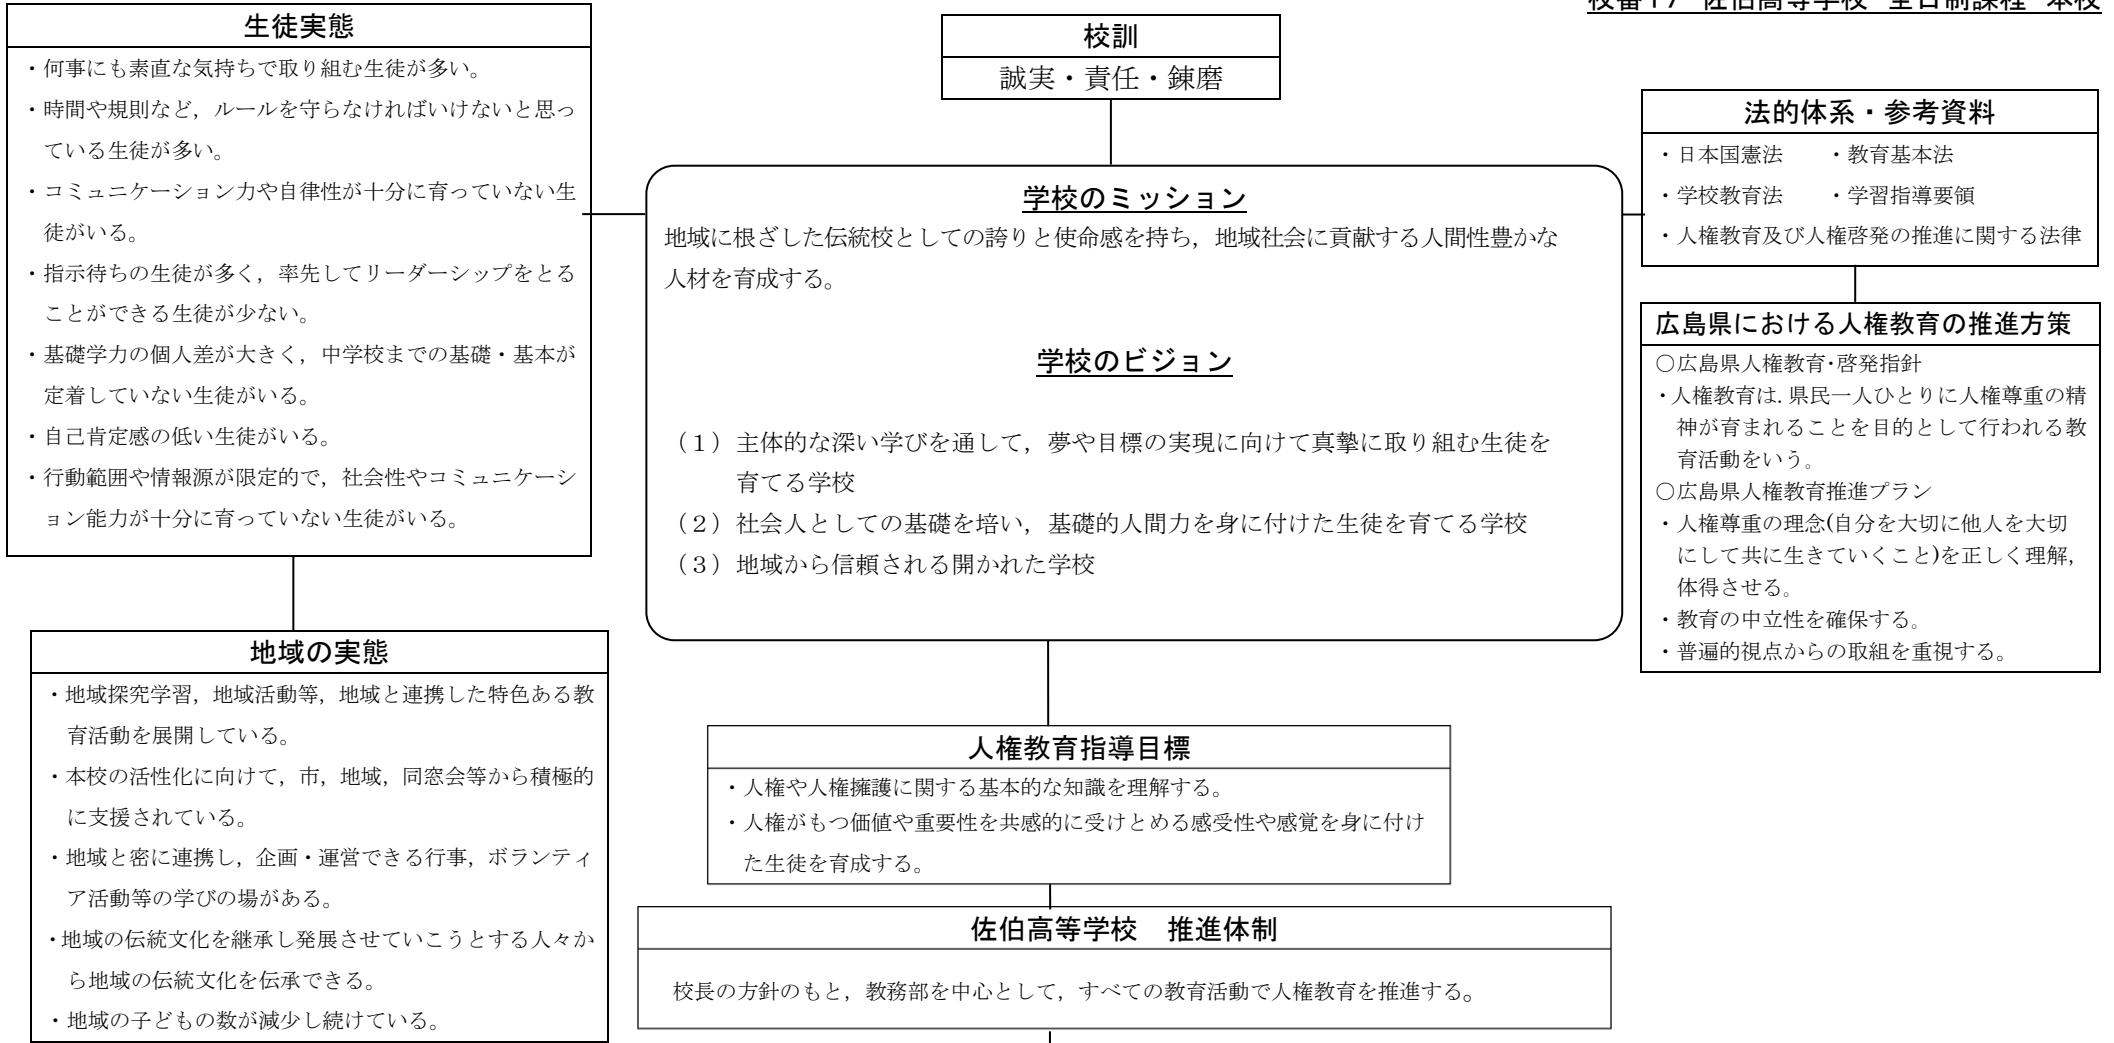 校番17 佐伯高等学校 全日制課程 本校
生徒実態
・何事にも素直な気持ちで取り組む生徒が多い。
・時間や規則など，ルールを守らなければいけないと思っ
ている生徒が多い。
・コミュニケーション力や自律性が十分に育っていない生
徒がいる。
・指示待ちの生徒が多く，率先してリーダーシップをとる
ことができる生徒が少ない。
・基礎学力の個人差が大きく，中学校までの基礎・基本が
定着していない生徒がいる。
・自己肯定感の低い生徒がいる。
・行動範囲や情報源が限定的で，社会性やコミュニケーシ
ョン能力が十分に育っていない生徒がいる。
地域の実態
・地域探究学習，地域活動等，地域と連携した特色ある教
育活動を展開している。
・本校の活性化に向けて，市，地域，同窓会等から積極的
に支援されている。
・地域と密に連携し，企画・運営できる行事，ボランティ
ア活動等の学びの場がある。
・地域の伝統文化を継承し発展させていこうとする人々か
ら地域の伝統文化を伝承できる。
・地域の子どもの数が減少し続けている。
校訓
誠実・責任・錬磨
学校のミッション
地域に根ざした伝統校としての誇りと使命感を持ち，地域社会に貢献する人間性豊かな
人材を育成する。
学校のビジョン
（１）主体的な深い学びを通して，夢や目標の実現に向けて真摯に取り組む生徒を
育てる学校
（２）社会人としての基礎を培い，基礎的人間力を身に付けた生徒を育てる学校
（３）地域から信頼される開かれた学校
人権教育指導目標
・人権や人権擁護に関する基本的な知識を理解する。
・人権がもつ価値や重要性を共感的に受けとめる感受性や感覚を身に付け
た生徒を育成する。
佐伯高等学校　推進体制
校長の方針のもと，教務部を中心として，すべての教育活動で人権教育を推進する。
法的体系・参考資料
・日本国憲法　・教育基本法
・学校教育法　・学習指導要領
・人権教育及び人権啓発の推進に関する法律
広島県における人権教育の推進方策
○広島県人権教育･啓発指針
・人権教育は．県民一人ひとりに人権尊重の精
神が育まれることを目的として行われる教
育活動をいう。
○広島県人権教育推進プラン
・人権尊重の理念(自分を大切に他人を大切
にして共に生きていくこと)を正しく理解，
体得させる。
・教育の中立性を確保する。
・普遍的視点からの取組を重視する。